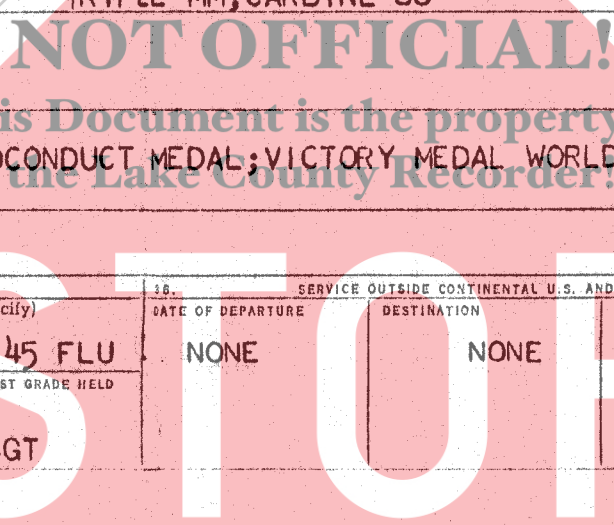 NOT OFFICIAL!
is Document is the property
CONDUCT MEDAL; VICTORY MEDAL WORLD
the Lake County Recorder!
36. SERVICE OUTSIDE CONTINENTAL U.S. AND
cify) DATE OF DEPARTURE DESTINATION
45 FLU NONE NONE
ST GRADE HELD
GT
STOP